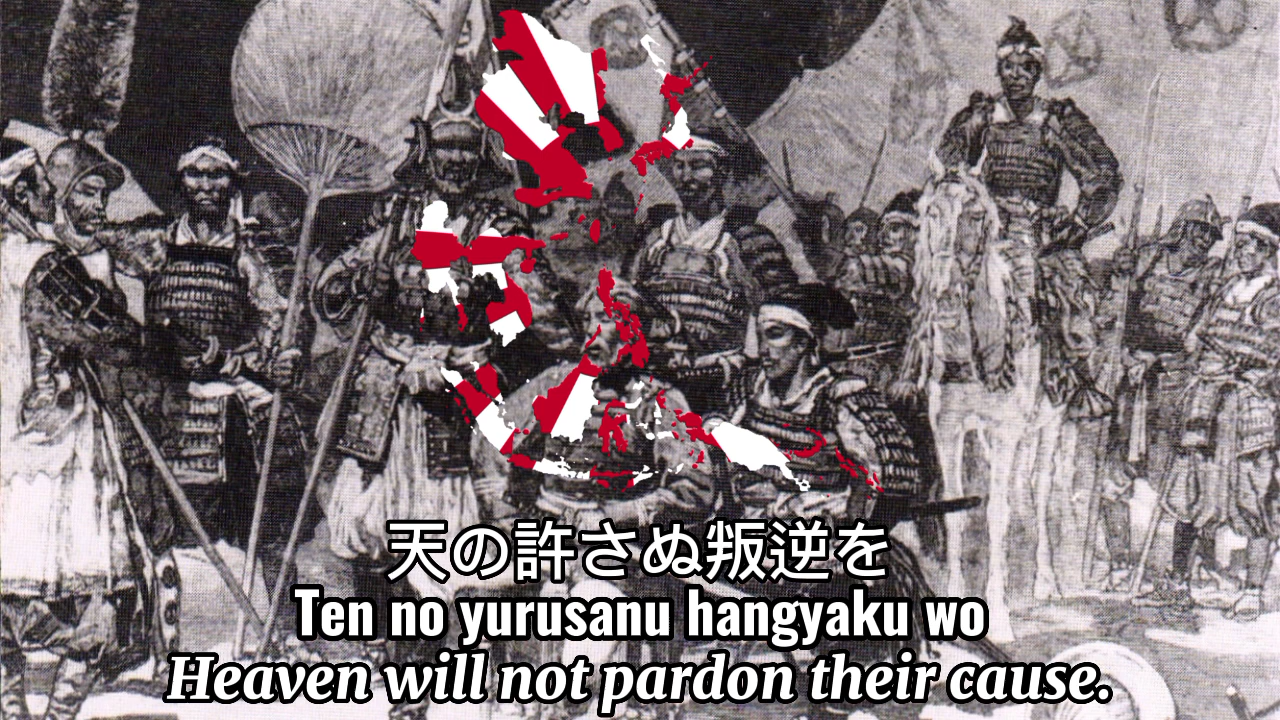 天の許さぬ叛逆を
Ten no yurusanu hangyaku wo
Heaven will not pardon their cause.